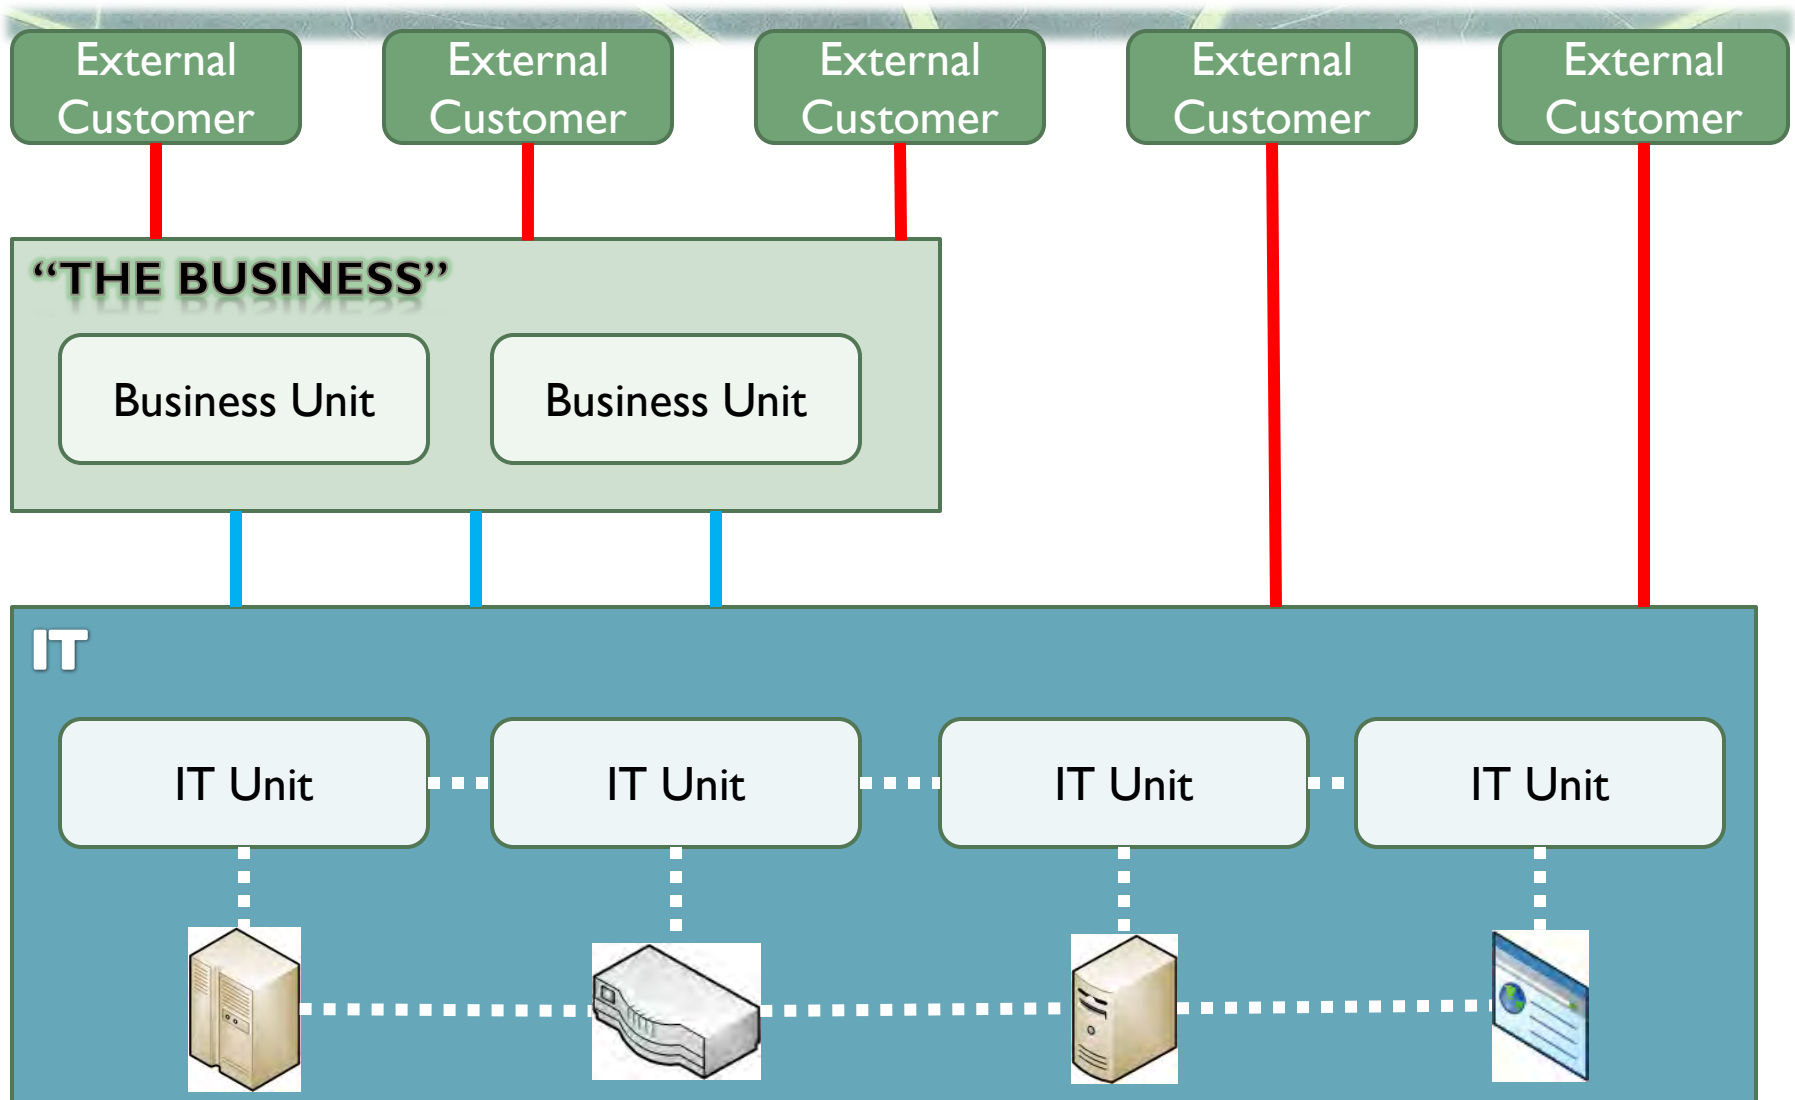 External
Customer
External
Customer
External
Customer
External
Customer
External
Customer
“THE BUSINESS”
Business Unit
Business Unit
IT
IT Unit
IT Unit
IT Unit
IT Unit